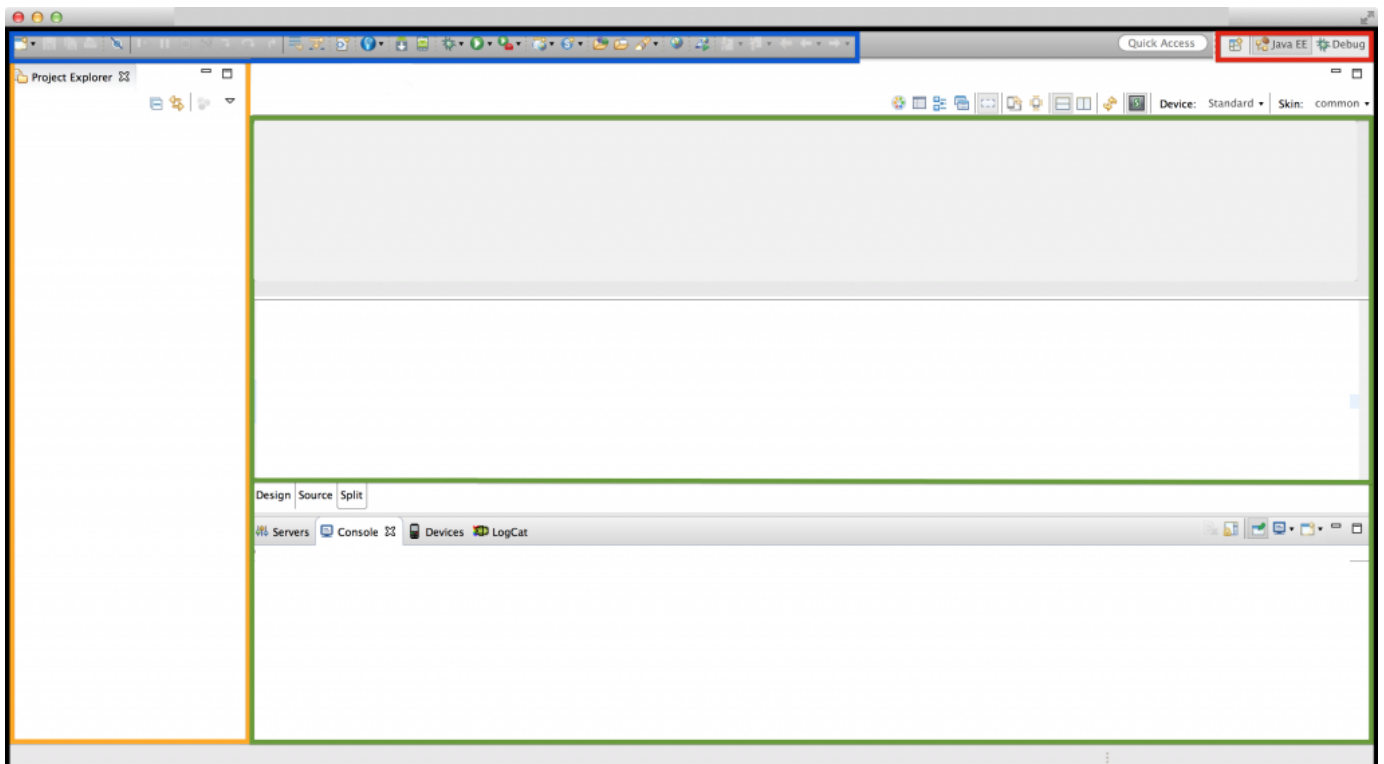 Quick Access Java EE Debug
Project Explorer
Device: Standard Skin: common
Design Source Split
Servers Console Devices LogCat